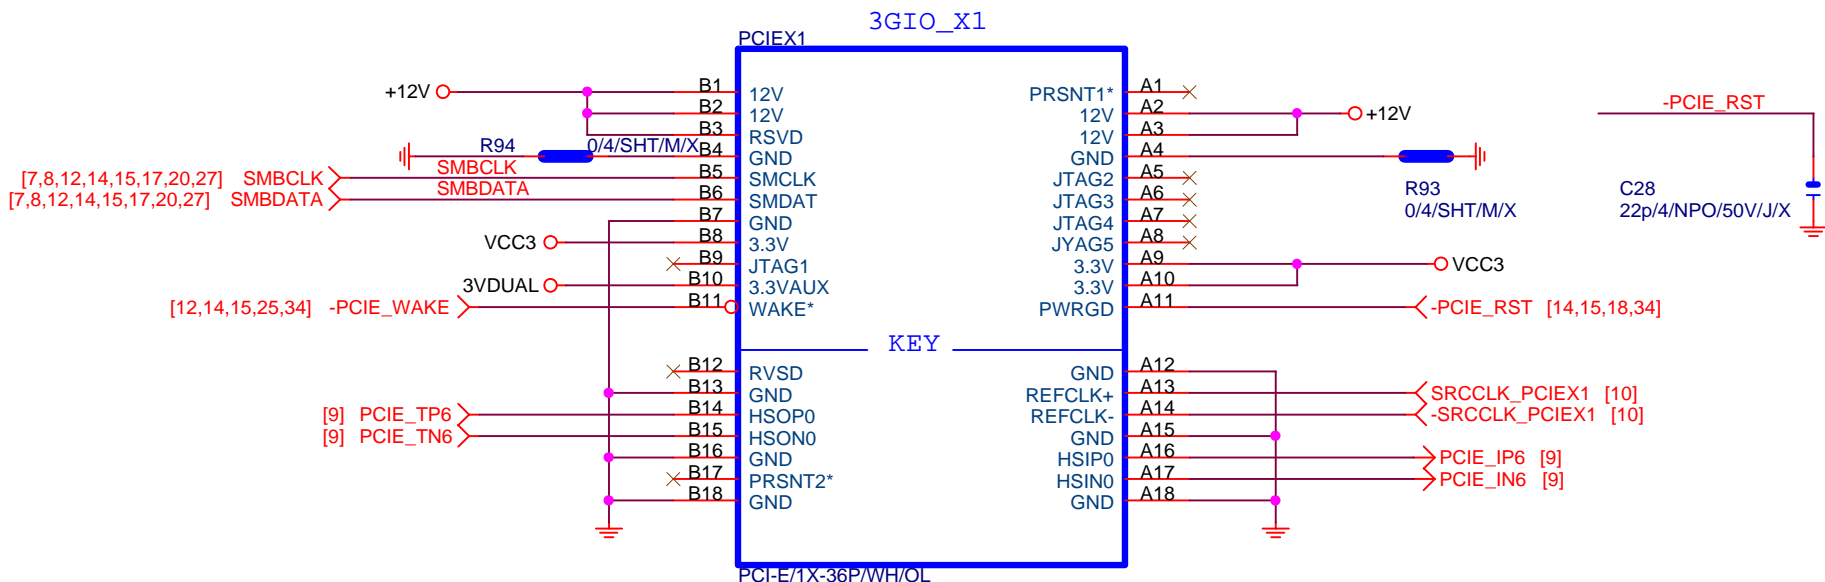 3GIO_X1
PCIEX1
+12V B1 12V PRSNT1* A1
B2 12V 12V A2 +12V
B3 RSVD 12V A3
R94 0/4/SHT/M/X B4 GND GND A4
[7,8,12,14,15,17,20,27] SMBCLK SMBCLK B5 SMCLK JTAG2 A5
[7,8,12,14,15,17,20,27] SMBDATA SMBDATA B6 SMDAT JTAG3 A6
B7 GND JTAG4 A7
VCC3 B8 3.3V JYAG5 A8
B9 JTAG1 3.3V A9 VCC3
3VDUAL B10 3.3VAUX 3.3V A10
[12,14,15,25,34] -PCIE_WAKE B11 WAKE* PWRGD A11 -PCIE_RST [14,15,18,34]
KEY
B12 RVSD GND A12
B13 GND REFCLK+ A13 SRCCLK_PCIEX1 [10]
[9] PCIE_TP6 B14 HSOP0 REFCLK- A14 -SRCCLK_PCIEX1 [10]
[9] PCIE_TN6 B15 HSON0 GND A15
B16 GND HSIP0 A16 PCIE_IP6 [9]
B17 PRSNT2* HSIN0 A17 PCIE_IN6 [9]
B18 GND GND A18
PCI-E/1X-36P/WH/OL
R93
0/4/SHT/M/X
-PCIE_RST
C28
22p/4/NPO/50V/J/X